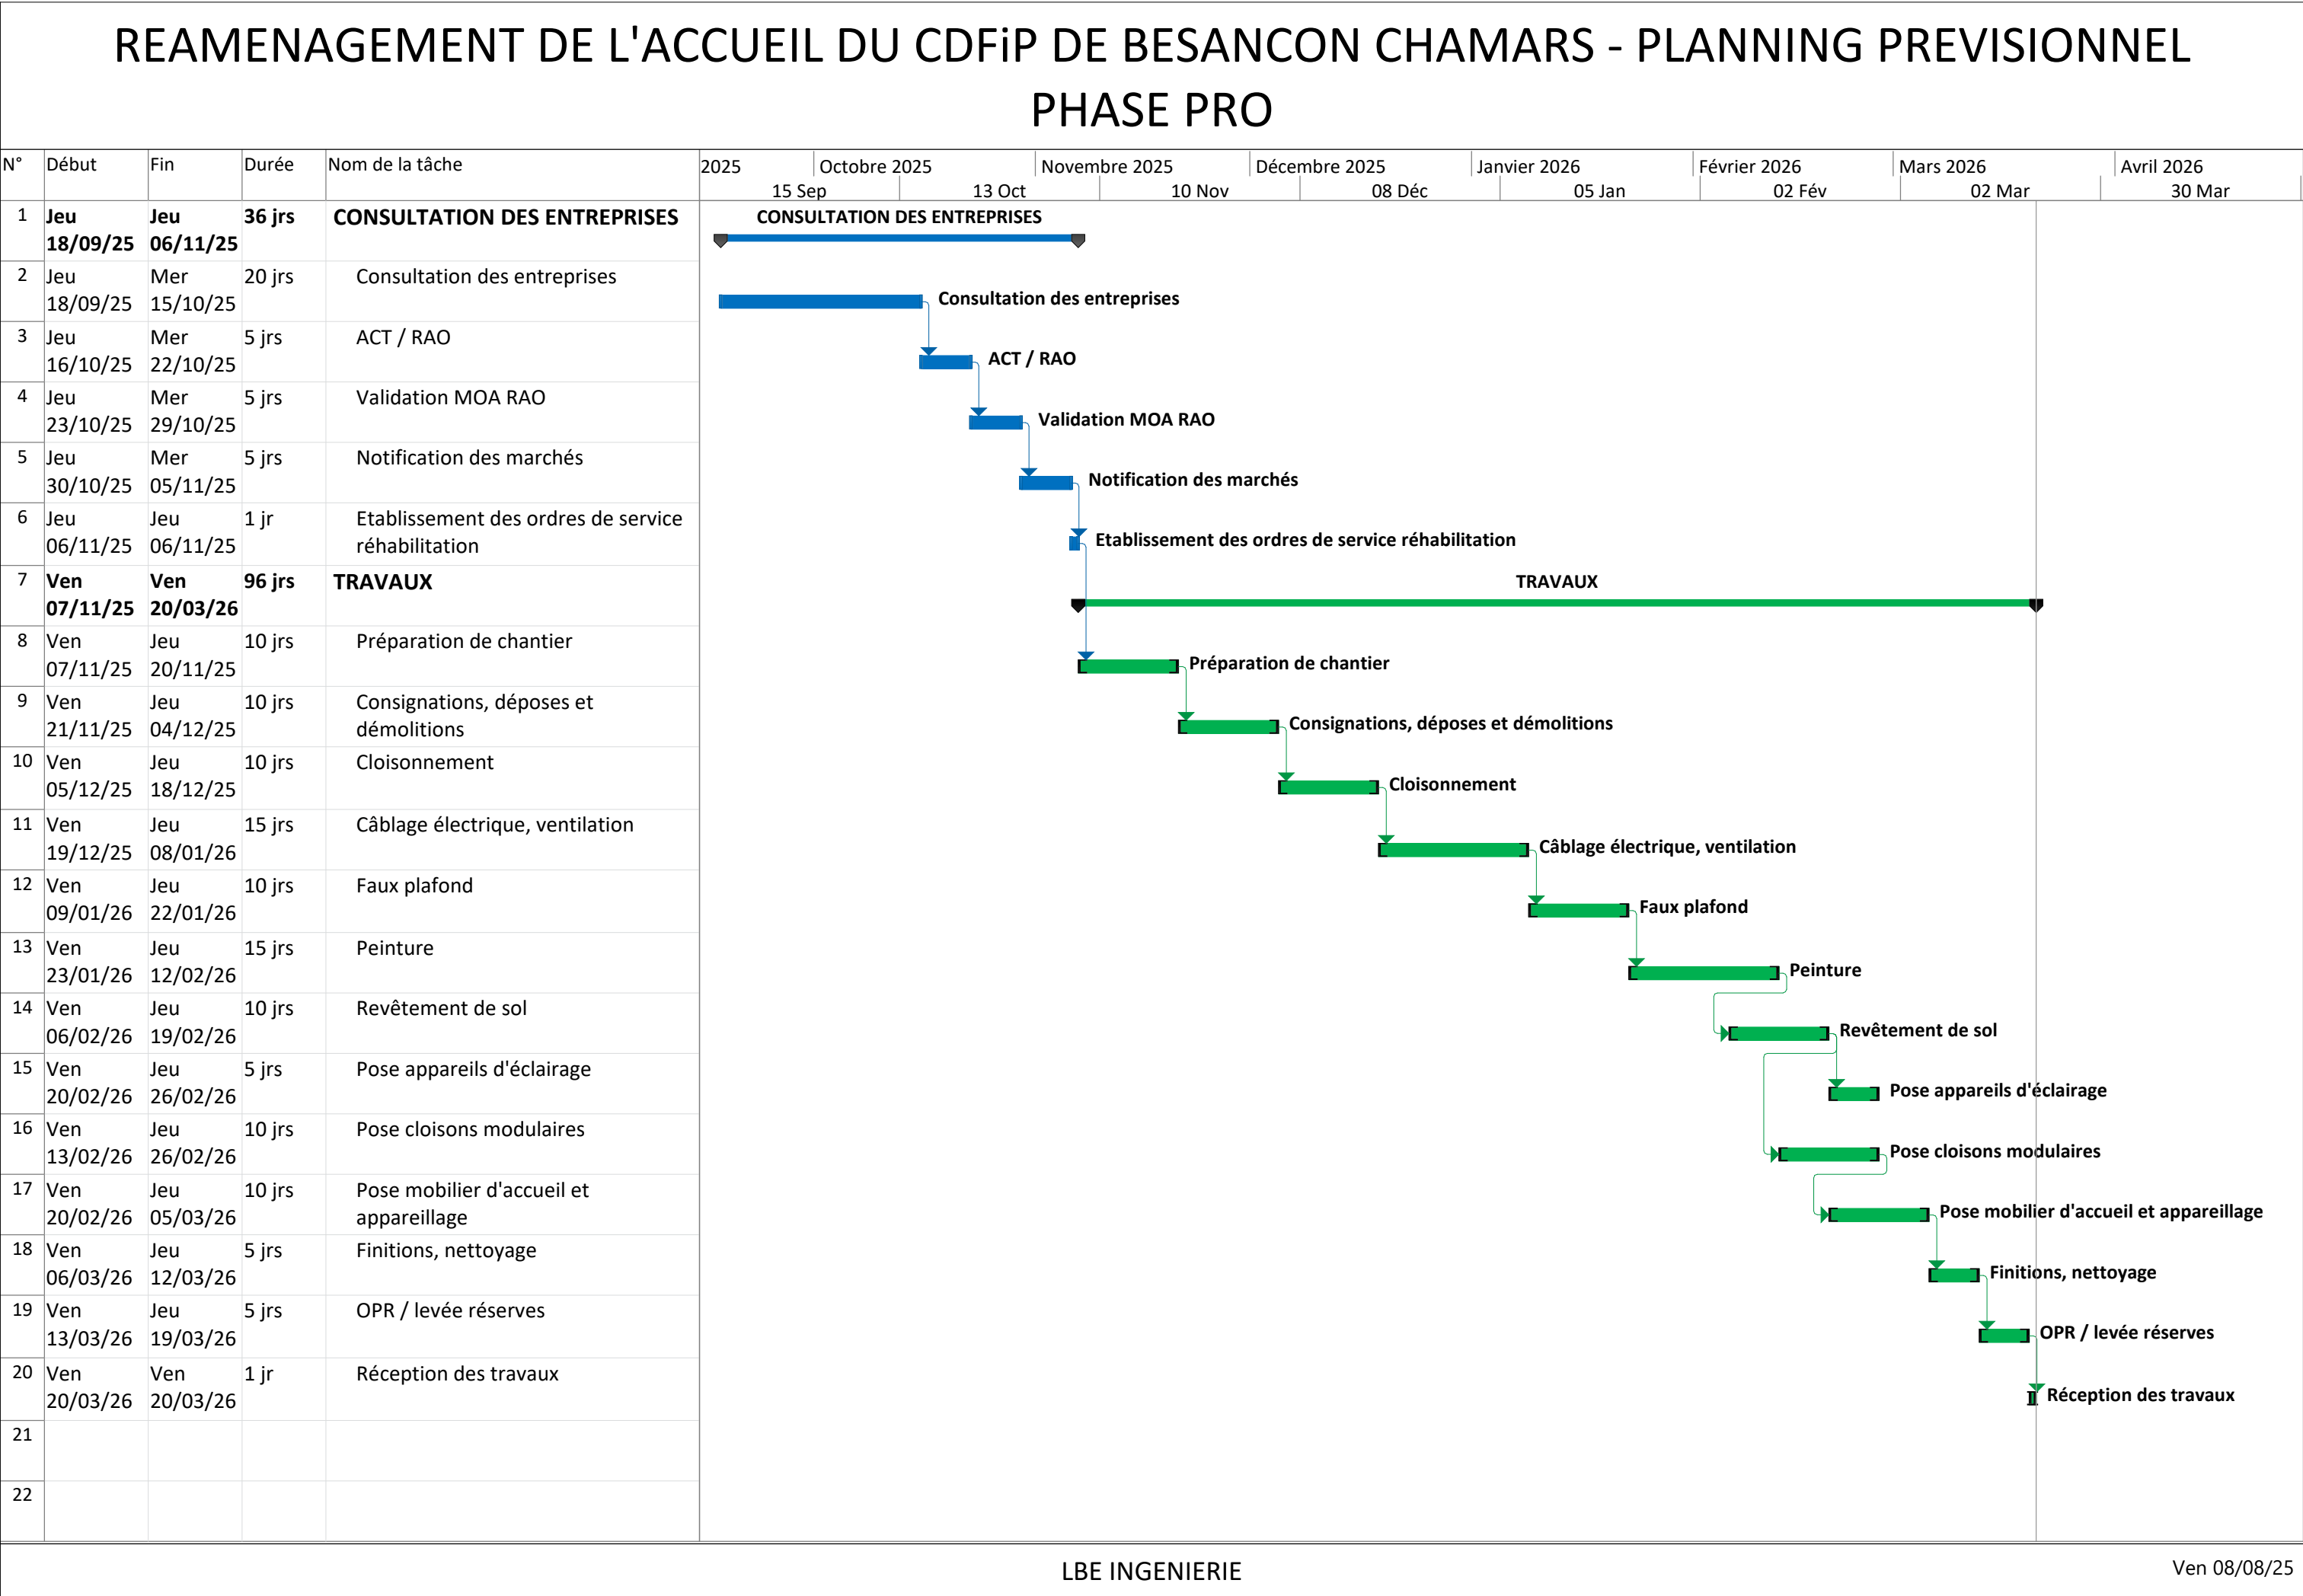 REAMENAGEMENT DE L'ACCUEIL DU CDFiP DE BESANCON CHAMARS - PLANNING PREVISIONNEL
PHASE PRO
N° Début Fin Durée Nom de la tâche
2025 Octobre 2025 Novembre 2025 Décembre 2025 Janvier 2026 Février 2026 Mars 2026 Avril 2026
15 Sep 13 Oct 10 Nov 08 Déc 05 Jan 02 Fév 02 Mar 30 Mar
1 Jeu Jeu 36 jrs CONSULTATION DES ENTREPRISES CONSULTATION DES ENTREPRISES
18/09/25 06/11/25
2 Jeu Mer 20 jrs Consultation des entreprises
18/09/25 15/10/25 Consultation des entreprises
3 Jeu Mer 5 jrs ACT / RAO
16/10/25 22/10/25 ACT / RAO
4 Jeu Mer 5 jrs Validation MOA RAO
23/10/25 29/10/25 Validation MOA RAO
5 Jeu Mer 5 jrs Notification des marchés
30/10/25 05/11/25 Notification des marchés
6 Jeu Jeu 1 jr Etablissement des ordres de service
06/11/25 06/11/25 réhabilitation Etablissement des ordres de service réhabilitation
7 Ven Ven 96 jrs TRAVAUX TRAVAUX
07/11/25 20/03/26
8 Ven Jeu 10 jrs Préparation de chantier
07/11/25 20/11/25 Préparation de chantier
9 Ven Jeu 10 jrs Consignations, déposes et
21/11/25 04/12/25 démolitions Consignations, déposes et démolitions
10 Ven Jeu 10 jrs Cloisonnement
05/12/25 18/12/25 Cloisonnement
11 Ven Jeu 15 jrs Câblage électrique, ventilation
19/12/25 08/01/26 Câblage électrique, ventilation
12 Ven Jeu 10 jrs Faux plafond
09/01/26 22/01/26 Faux plafond
13 Ven Jeu 15 jrs Peinture
23/01/26 12/02/26 Peinture
14 Ven Jeu 10 jrs Revêtement de sol
06/02/26 19/02/26 Revêtement de sol
15 Ven Jeu 5 jrs Pose appareils d'éclairage
20/02/26 26/02/26 Pose appareils d'éclairage
16 Ven Jeu 10 jrs Pose cloisons modulaires
13/02/26 26/02/26 Pose cloisons modulaires
17 Ven Jeu 10 jrs Pose mobilier d'accueil et
20/02/26 05/03/26 appareillage Pose mobilier d'accueil et appareillage
18 Ven Jeu 5 jrs Finitions, nettoyage
06/03/26 12/03/26 Finitions, nettoyage
19 Ven Jeu 5 jrs OPR / levée réserves
13/03/26 19/03/26 OPR / levée réserves
20 Ven Ven 1 jr Réception des travaux
20/03/26 20/03/26 Réception des travaux
21
22
LBE INGENIERIE
Ven 08/08/25